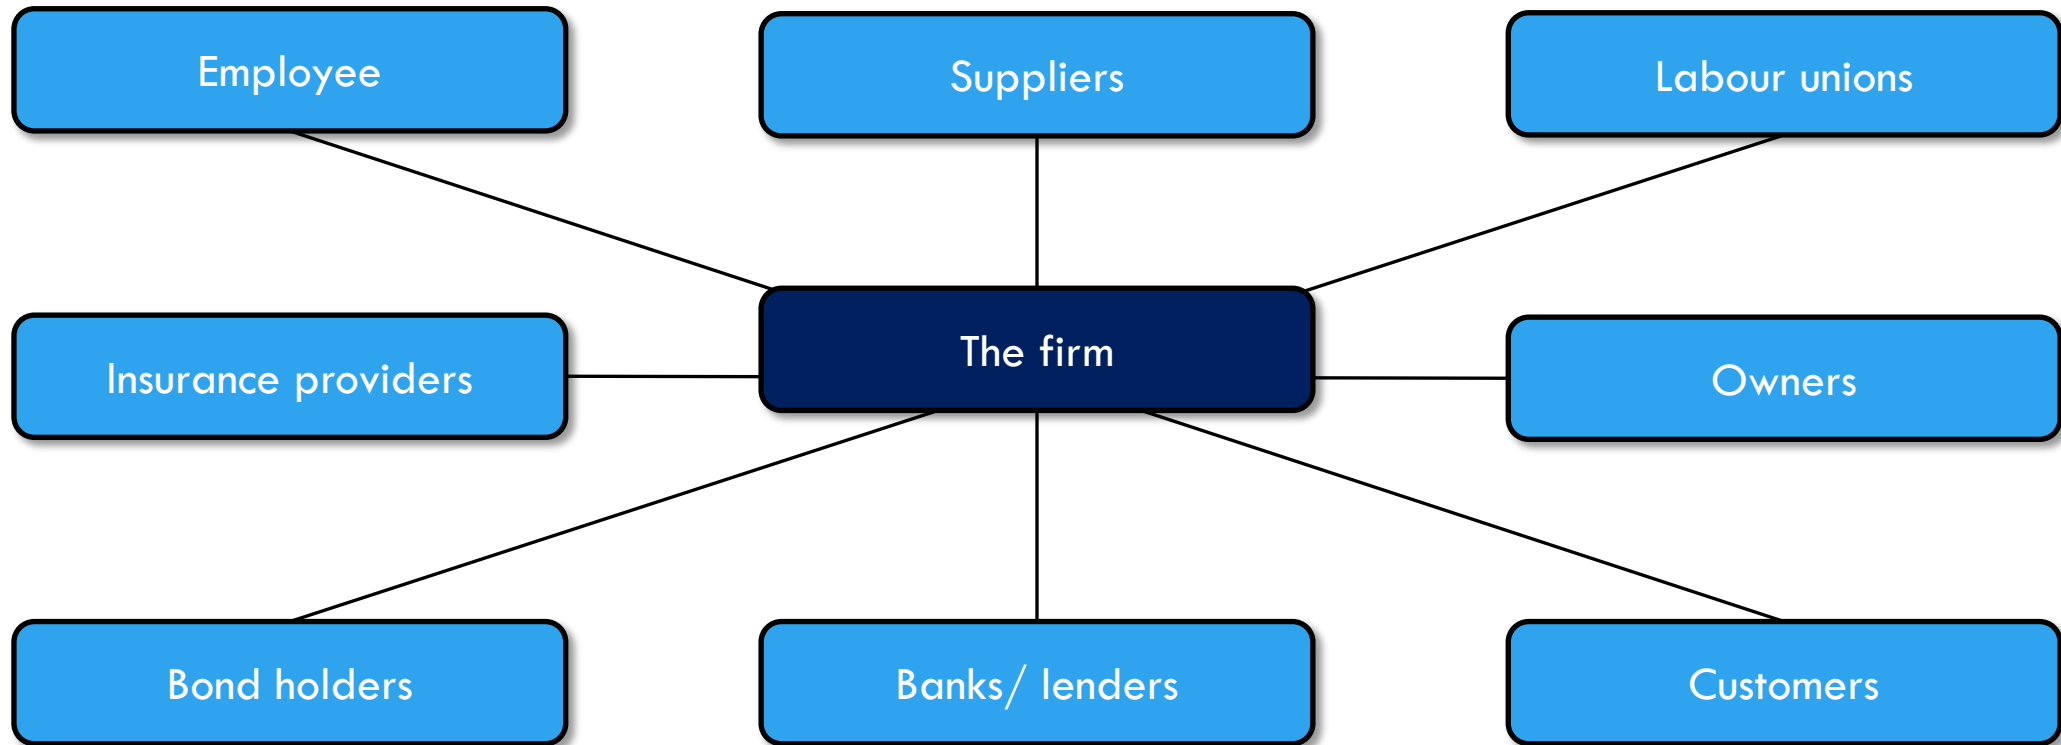 Employee
Suppliers
Labour unions
Insurance providers
The firm
Owners
Bond holders
Banks/ lenders
Customers